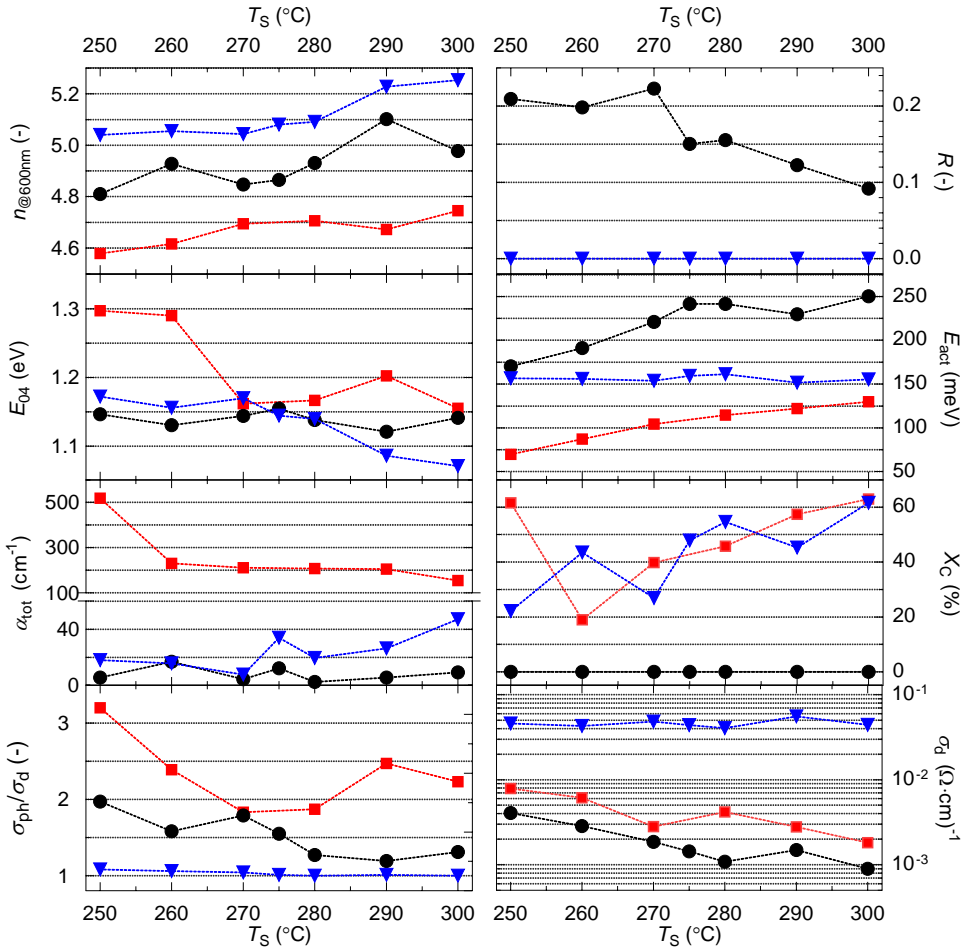 T_S (°C)
T_S (°C)
250 260 270 280 290 300
250 260 270 280 290 300
n_@600nm (-)
5.2
5.0
4.8
4.6
0.2
0.1
0.0
R (-)
E_04 (eV)
1.3
1.2
1.1
250
200
150
100
50
E_act (meV)
α_tot (cm⁻¹)
500
300
100
40
0
60
40
20
0
X_C (%)
σ_ph/σ_d (-)
3
2
1
10⁻¹
10⁻²
10⁻³
σ_d (Ω·cm)⁻¹
250 260 270 280 290 300
250 260 270 280 290 300
T_S (°C)
T_S (°C)